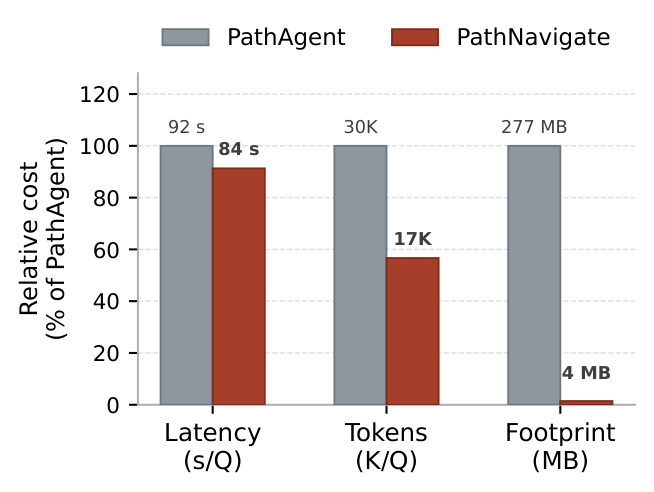 PathAgent PathNavigate
Relative cost
(% of PathAgent)
120
100
80
60
40
20
0
92 s
84 s
30K
17K
277 MB
4 MB
Latency
(s/Q)
Tokens
(K/Q)
Footprint
(MB)